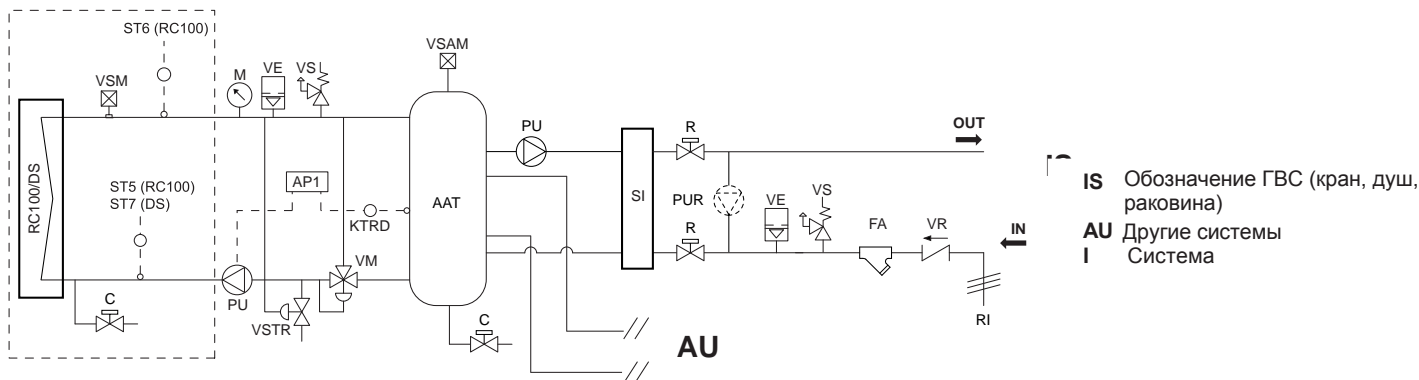 ST6 (RC100)
VSM
M
VE
VS
VSAM
PU
R
OUT
RC100/DS
ST5 (RC100)
ST7 (DS)
AP1
KTRD
AAT
SI
PUR
VE
VS
FA
VR
IN
R
C
PU
VM
VSTR
C
AU
RI
IS Обозначение ГВС (кран, душ,
раковина)
AU Другие системы
I Система